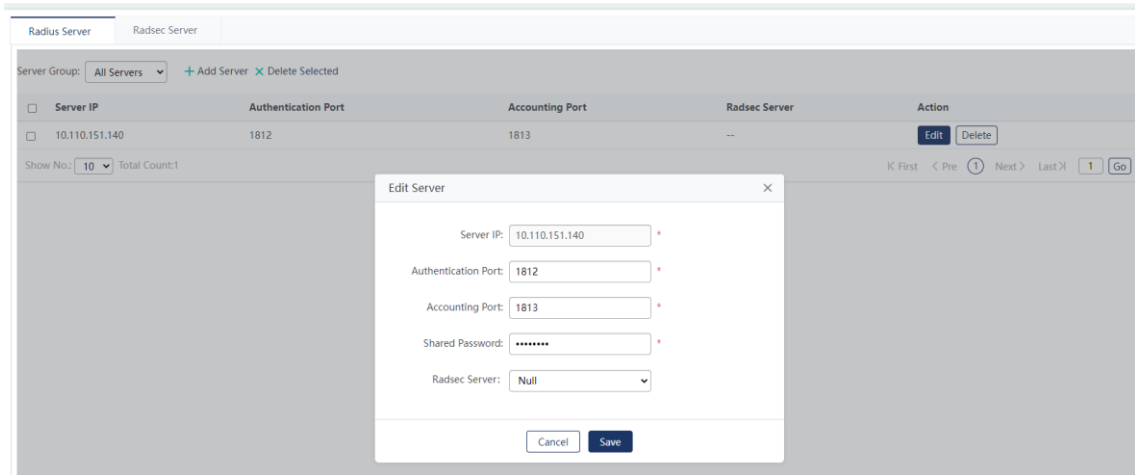 Radius Server Radsec Server
Server Group: All Servers + Add Server × Delete Selected
Server IP Authentication Port Accounting Port Radsec Server Action
10.110.151.140 1812 1813 -- Edit Delete
Show No.: 10 Total Count:1 K First < Pre 1 Next > Last 1 Go
Edit Server ×
Server IP: 10.110.151.140 *
Authentication Port: 1812 *
Accounting Port: 1813 *
Shared Password: •••••••• *
Radsec Server: Null
Cancel Save